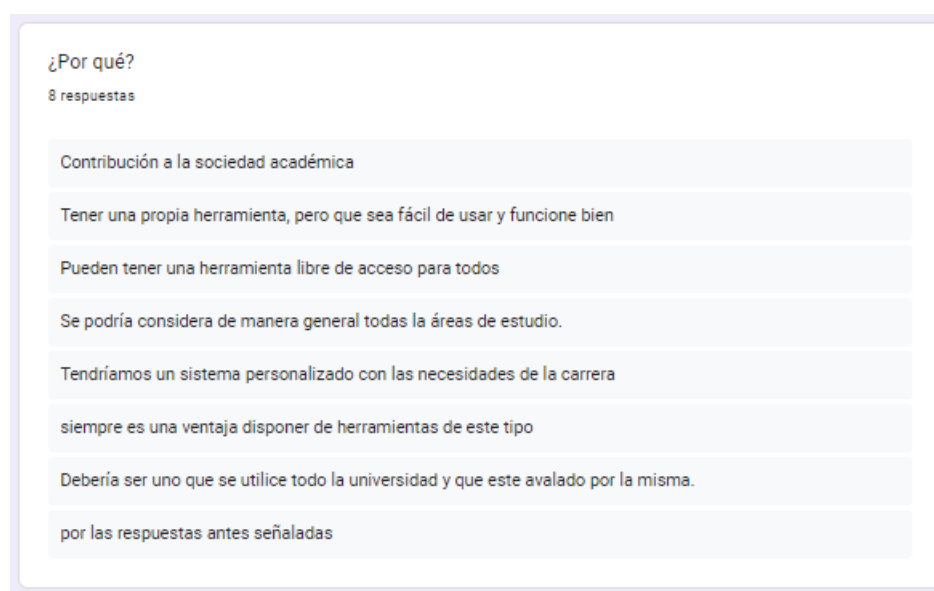 ¿Por qué?
8 respuestas
Contribución a la sociedad académica
Tener una propia herramienta, pero que sea fácil de usar y funcione bien
Pueden tener una herramienta libre de acceso para todos
Se podría considera de manera general todas la áreas de estudio.
Tendríamos un sistema personalizado con las necesidades de la carrera
siempre es una ventaja disponer de herramientas de este tipo
Debería ser uno que se utilice todo la universidad y que este avalado por la misma.
por las respuestas antes señaladas